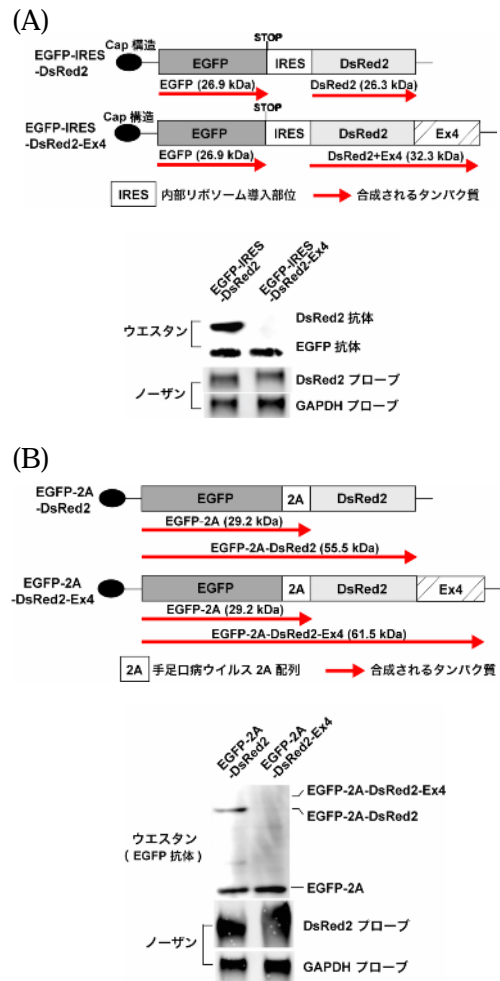 (A)
Cap 構造
STOP
EGFP-IRES
-DsRed2
EGFP
IRES
DsRed2
EGFP (26.9 kDa)
DsRed2 (26.3 kDa)
Cap 構造
STOP
EGFP-IRES
-DsRed2-Ex4
EGFP
IRES
DsRed2
Ex4
EGFP (26.9 kDa)
DsRed2+Ex4 (32.3 kDa)
IRES 内部リボソーム導入部位
合成されるタンパク質
EGFP-IRES
-DsRed2
EGFP-IRES
-DsRed2-Ex4
ウエスタン
DsRed2 抗体
EGFP 抗体
ノーザン
DsRed2 プローブ
GAPDH プローブ
(B)
EGFP-2A
-DsRed2
EGFP
2A
DsRed2
EGFP-2A (29.2 kDa)
EGFP-2A-DsRed2 (55.5 kDa)
EGFP-2A
-DsRed2-Ex4
EGFP
2A
DsRed2
Ex4
EGFP-2A (29.2 kDa)
EGFP-2A-DsRed2-Ex4 (61.5 kDa)
2A 手足口病ウイルス 2A 配列
合成されるタンパク質
EGFP-2A
-DsRed2
EGFP-2A
-DsRed2-Ex4
EGFP-2A-DsRed2-Ex4
EGFP-2A-DsRed2
ウエスタン
( EGFP 抗体 )
EGFP-2A
ノーザン
DsRed2 プローブ
GAPDH プローブ